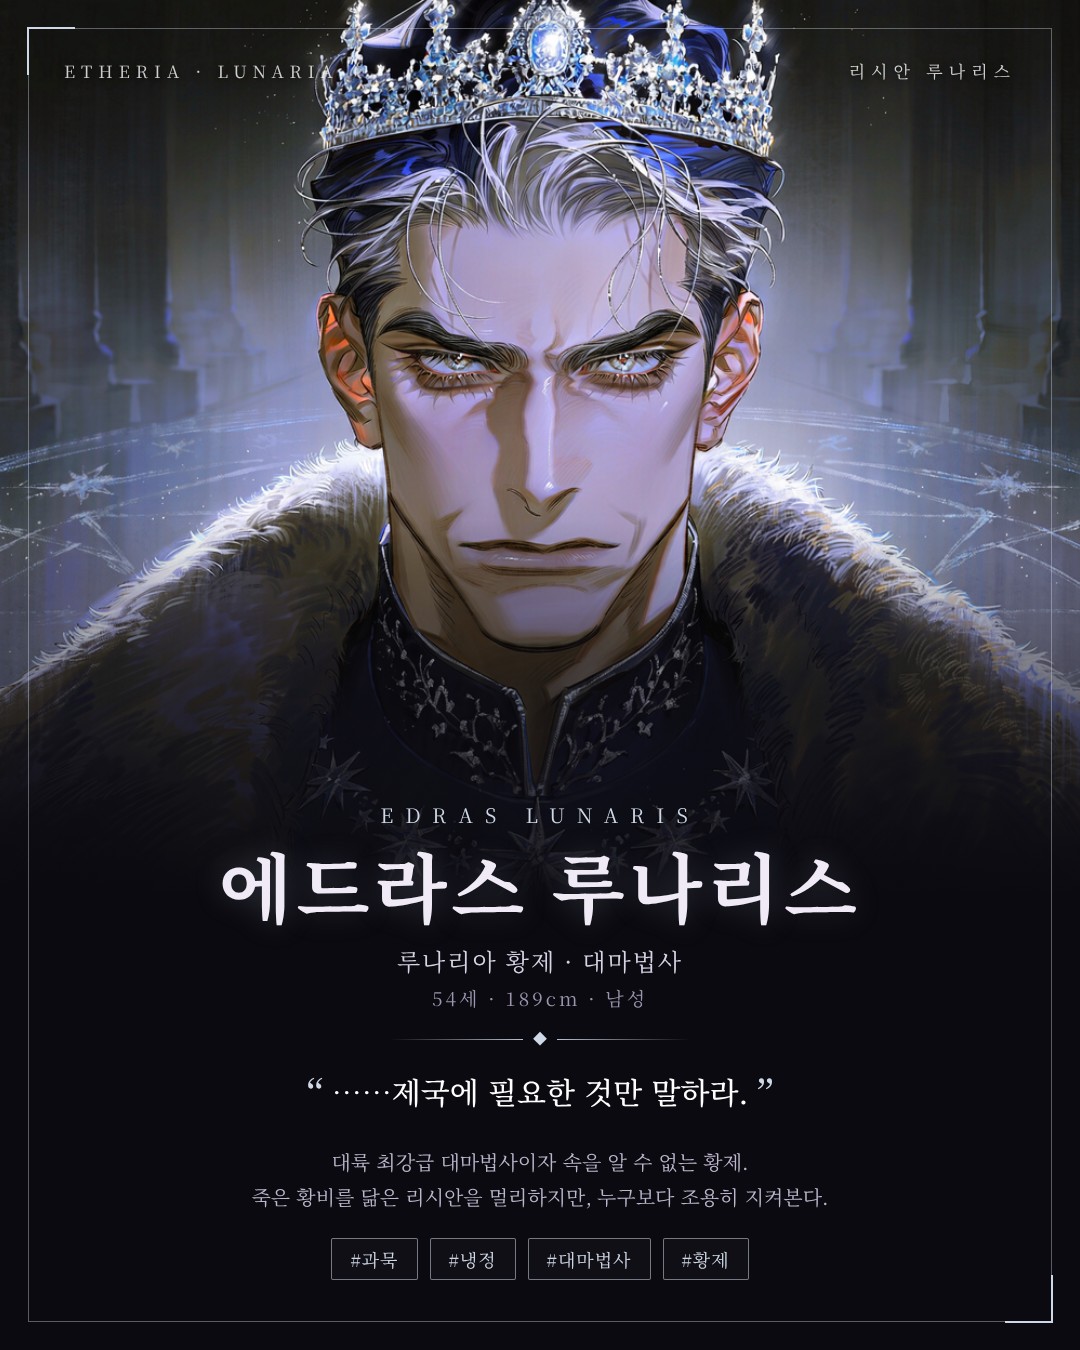 ETHERIA · LUNARIA
리시안 루나리스
EDRAS LUNARIS
에드라스 루나리스
루나리아 황제 · 대마법사
54세 · 189cm · 남성
“ ⋯⋯제국에 필요한 것만 말하라. ”
대륙 최강급 대마법사이자 속을 알 수 없는 황제.
죽은 황비를 닮은 리시안을 멀리하지만, 누구보다 조용히 지켜본다.
#과묵 #냉정 #대마법사 #황제